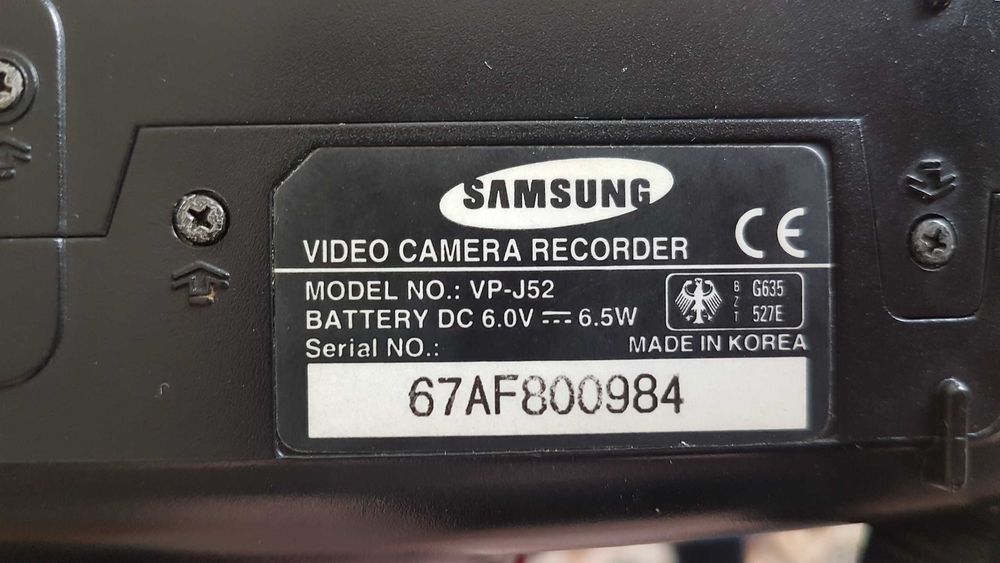 SAMSUNG
VIDEO CAMERA RECORDER CE
MODEL NO.: VP-J52
BATTERY DC 6.0V ⎓ 6.5W
BZT
G635
527E
Serial NO.:
MADE IN KOREA
67AF800984